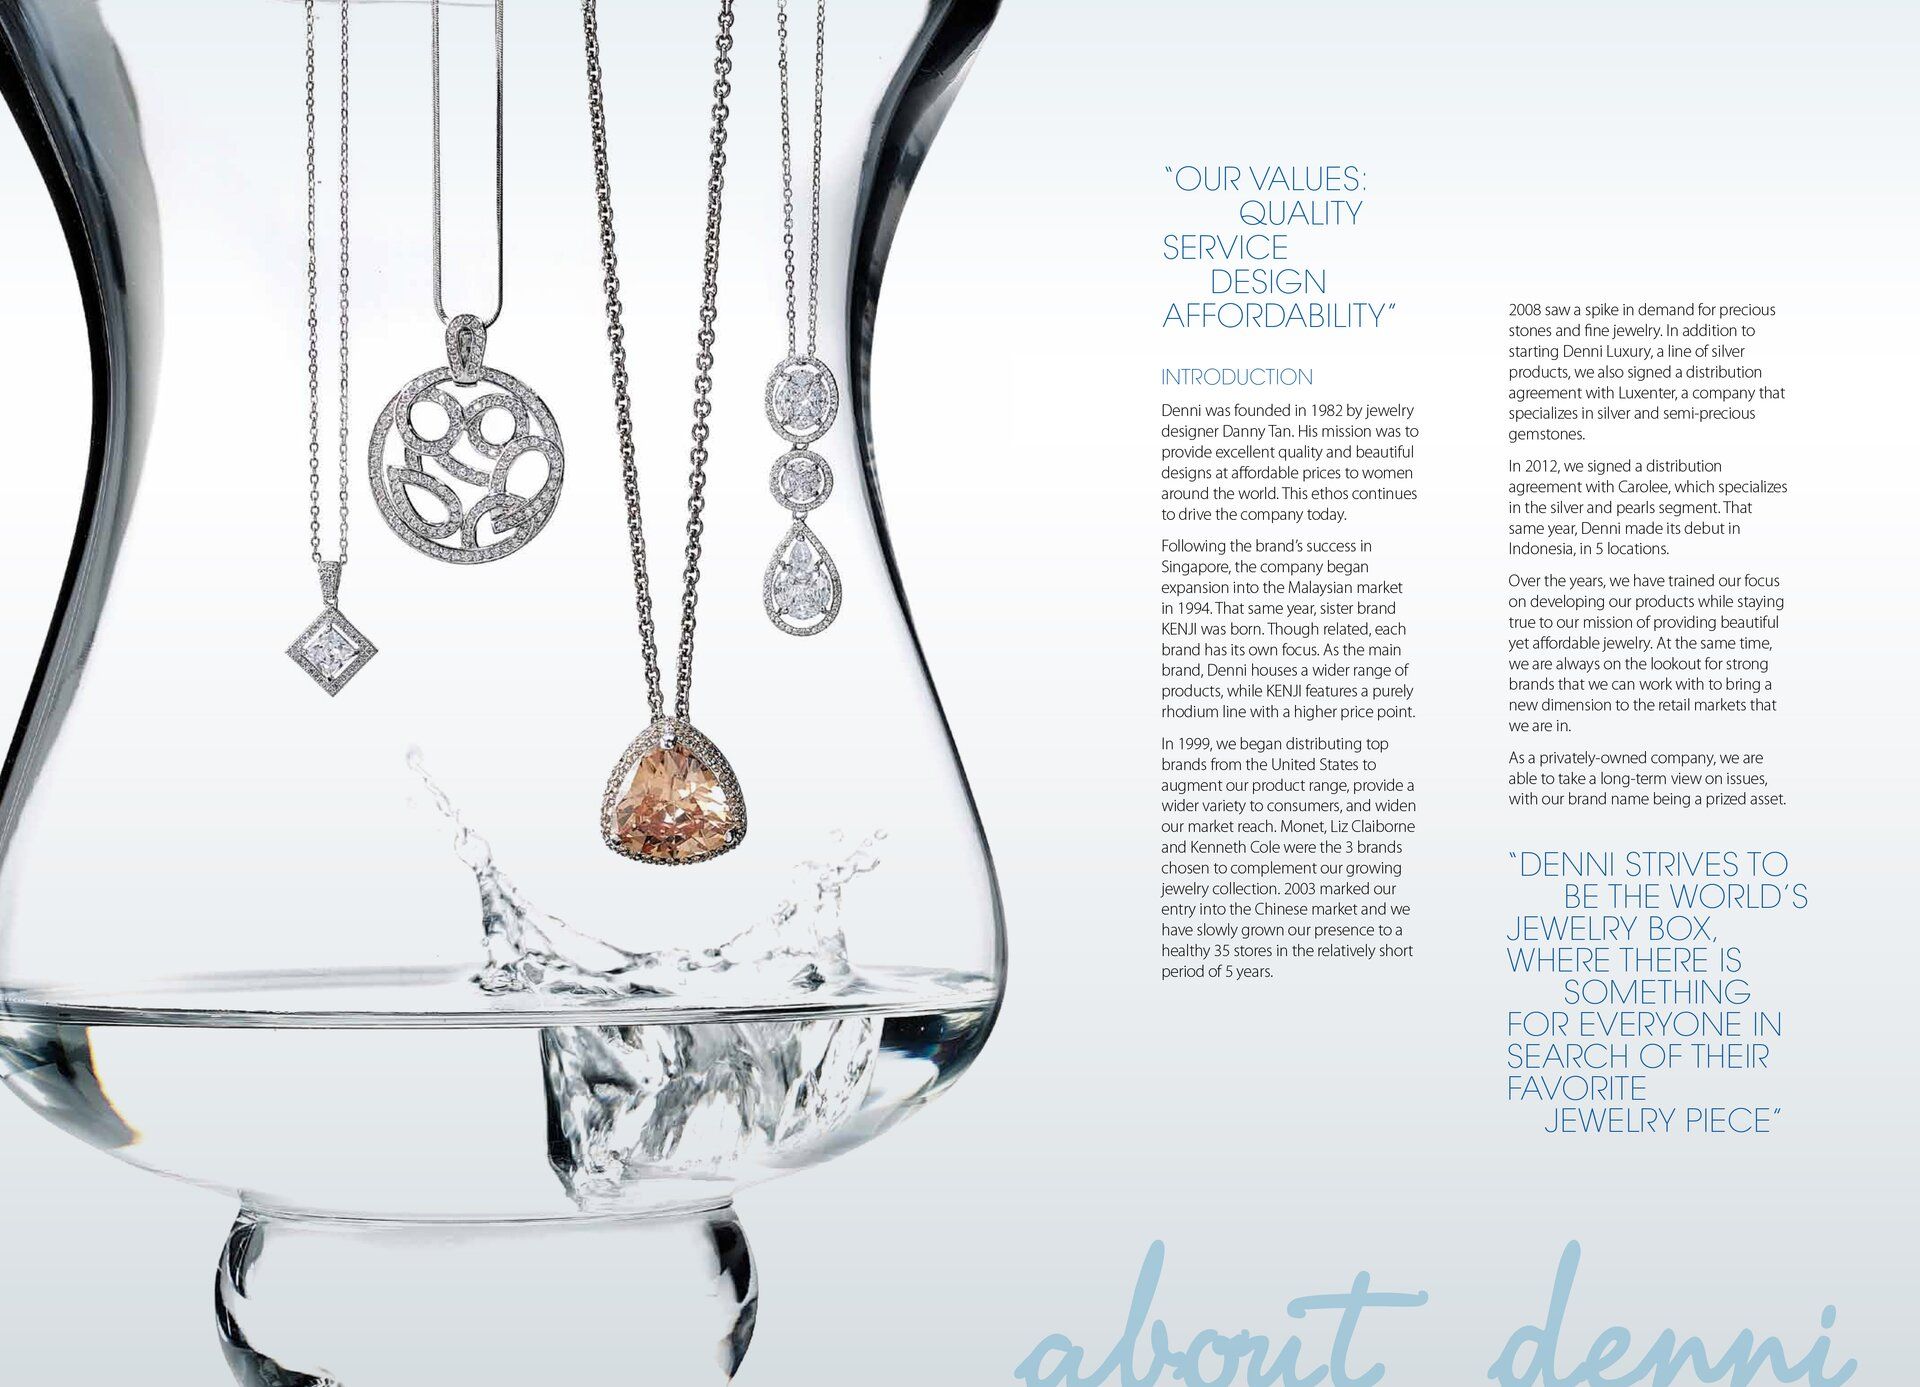 “OUR VALUES:
QUALITY
SERVICE
DESIGN
AFFORDABILITY”
INTRODUCTION
Denni was founded in 1982 by jewelry
designer Danny Tan. His mission was to
provide excellent quality and beautiful
designs at affordable prices to women
around the world. This ethos continues
to drive the company today.
Following the brand’s success in
Singapore, the company began
expansion into the Malaysian market
in 1994. That same year, sister brand
KENJI was born. Though related, each
brand has its own focus. As the main
brand, Denni houses a wider range of
products, while KENJI features a purely
rhodium line with a higher price point.
In 1999, we began distributing top
brands from the United States to
augment our product range, provide a
wider variety to consumers, and widen
our market reach. Monet, Liz Claiborne
and Kenneth Cole were the 3 brands
chosen to complement our growing
jewelry collection. 2003 marked our
entry into the Chinese market and we
have slowly grown our presence to a
healthy 35 stores in the relatively short
period of 5 years.
2008 saw a spike in demand for precious
stones and fine jewelry. In addition to
starting Denni Luxury, a line of silver
products, we also signed a distribution
agreement with Luxenter, a company that
specializes in silver and semi-precious
gemstones.
In 2012, we signed a distribution
agreement with Carolee, which specializes
in the silver and pearls segment. That
same year, Denni made its debut in
Indonesia, in 5 locations.
Over the years, we have trained our focus
on developing our products while staying
true to our mission of providing beautiful
yet affordable jewelry. At the same time,
we are always on the lookout for strong
brands that we can work with to bring a
new dimension to the retail markets that
we are in.
As a privately-owned company, we are
able to take a long-term view on issues,
with our brand name being a prized asset.
“DENNI STRIVES TO
BE THE WORLD’S
JEWELRY BOX,
WHERE THERE IS
SOMETHING
FOR EVERYONE IN
SEARCH OF THEIR
FAVORITE
JEWELRY PIECE”
about denni